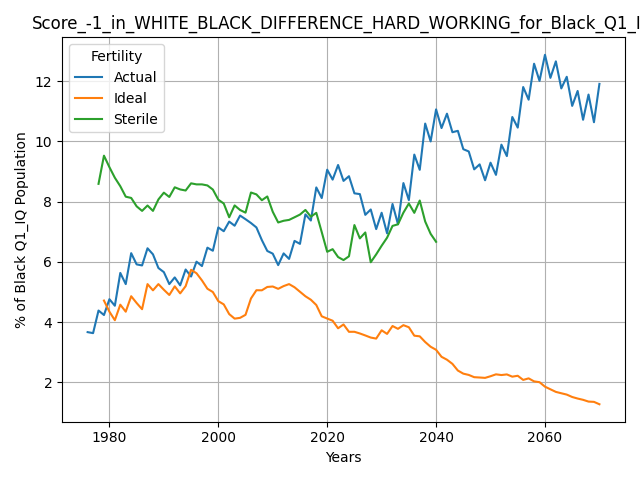 Score_-1_in_WHITE_BLACK_DIFFERENCE_HARD_WORKING_for_Black_Q1_I
Fertility
Actual
Ideal
Sterile
% of Black Q1_IQ Population
12
10
8
6
4
2
1980
2000
2020
2040
2060
Years